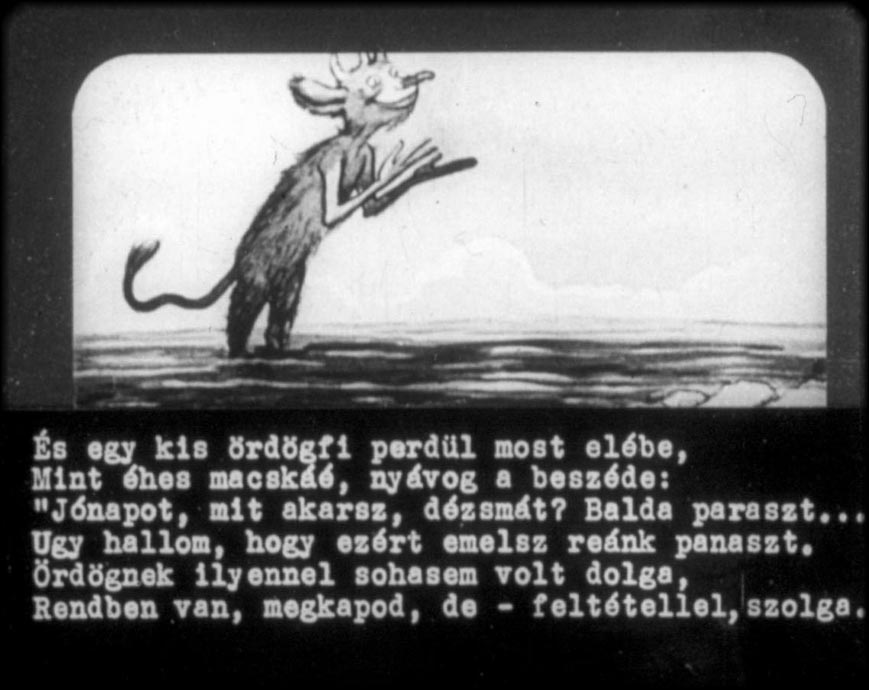 És egy kis ördögfi perdül most elébe,
Mint éhes macskáé, nyávog a beszéde:
"Jónapot, mit akarsz, dézsmát? Balda paraszt...
Ugy hallom, hogy ezért emelsz reánk panaszt.
Ördögnek ilyennel sohasem volt dolga,
Rendben van, megkapod, de - feltétellel, szolga.